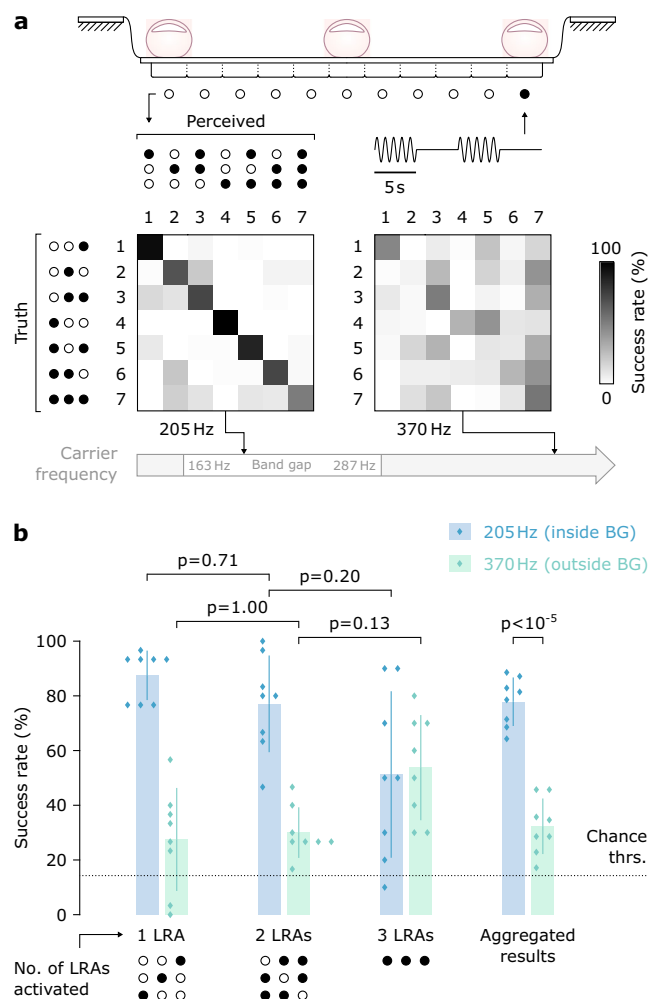 a
Perceived
5 s
1 2 3 4 5 6 7
1 2 3 4 5 6 7
Truth
1
2
3
4
5
6
7
1
2
3
4
5
6
7
100
0
Success rate (%)
205 Hz
370 Hz
Carrier frequency
163 Hz
Band gap
287 Hz
b
205 Hz (inside BG)
370 Hz (outside BG)
p=0.71
p=0.20
p=1.00
p=0.13
p<10⁻⁵
Success rate (%)
100
80
60
40
20
0
Chance
thrs.
No. of LRAs
activated
1 LRA
2 LRAs
3 LRAs
Aggregated
results